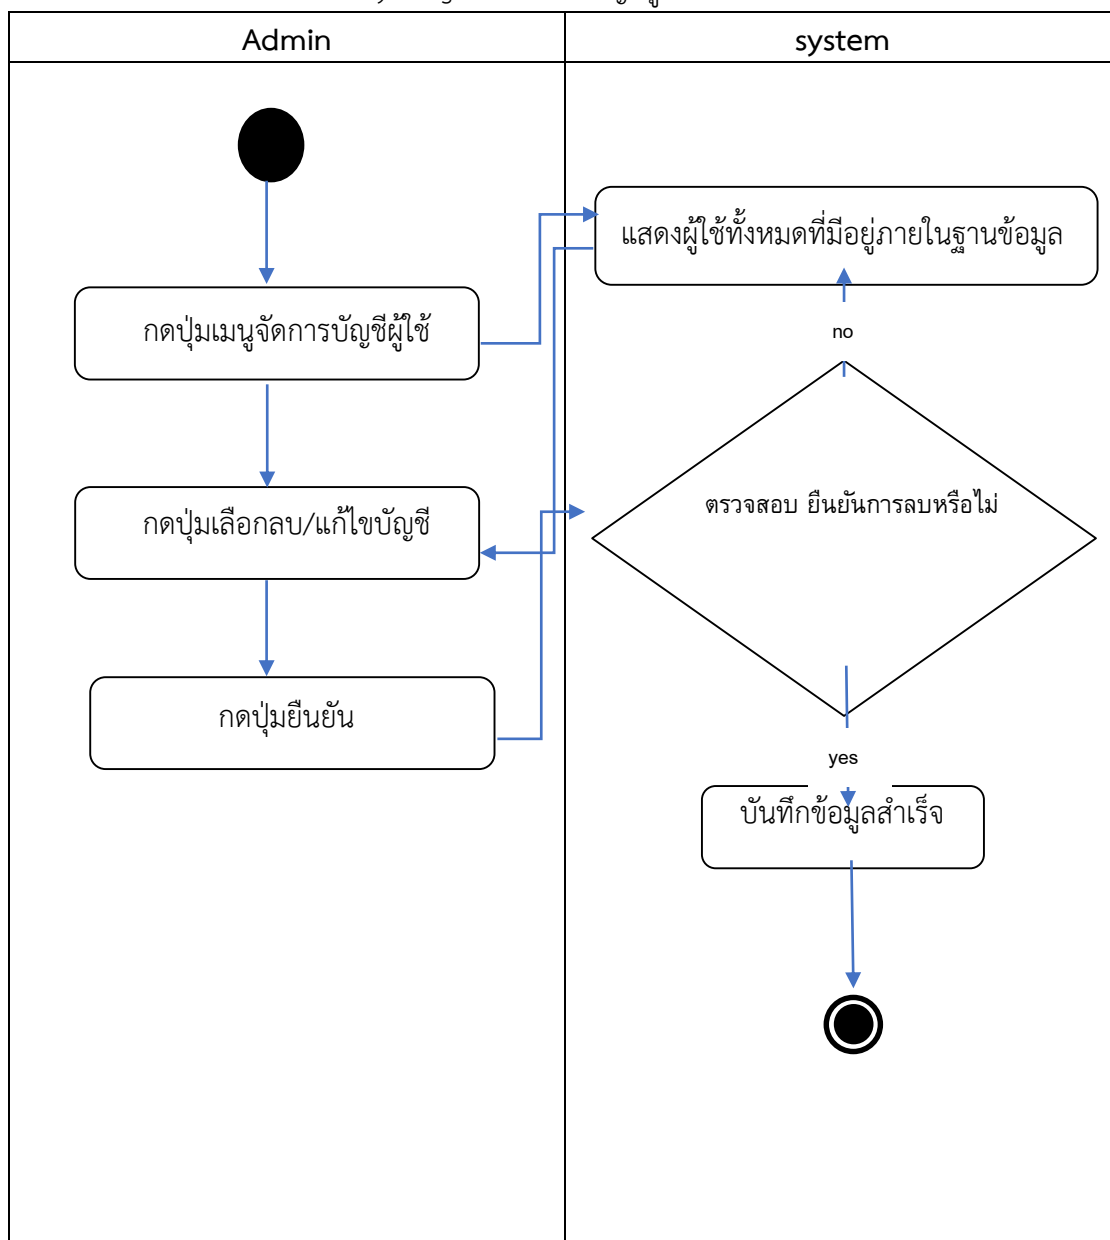 Admin
system
แสดงผู้ใช้ทั้งหมดที่มีอยู่ภายในฐานข้อมูล
กดปุ่มเมนูจัดการบัญชีผู้ใช้
no
กดปุ่มเลือกลบ/แก้ไขบัญชี
ตรวจสอบ ยืนยันการลบหรือไม่
กดปุ่มยืนยัน
yes
บันทึกข้อมูลสำเร็จ